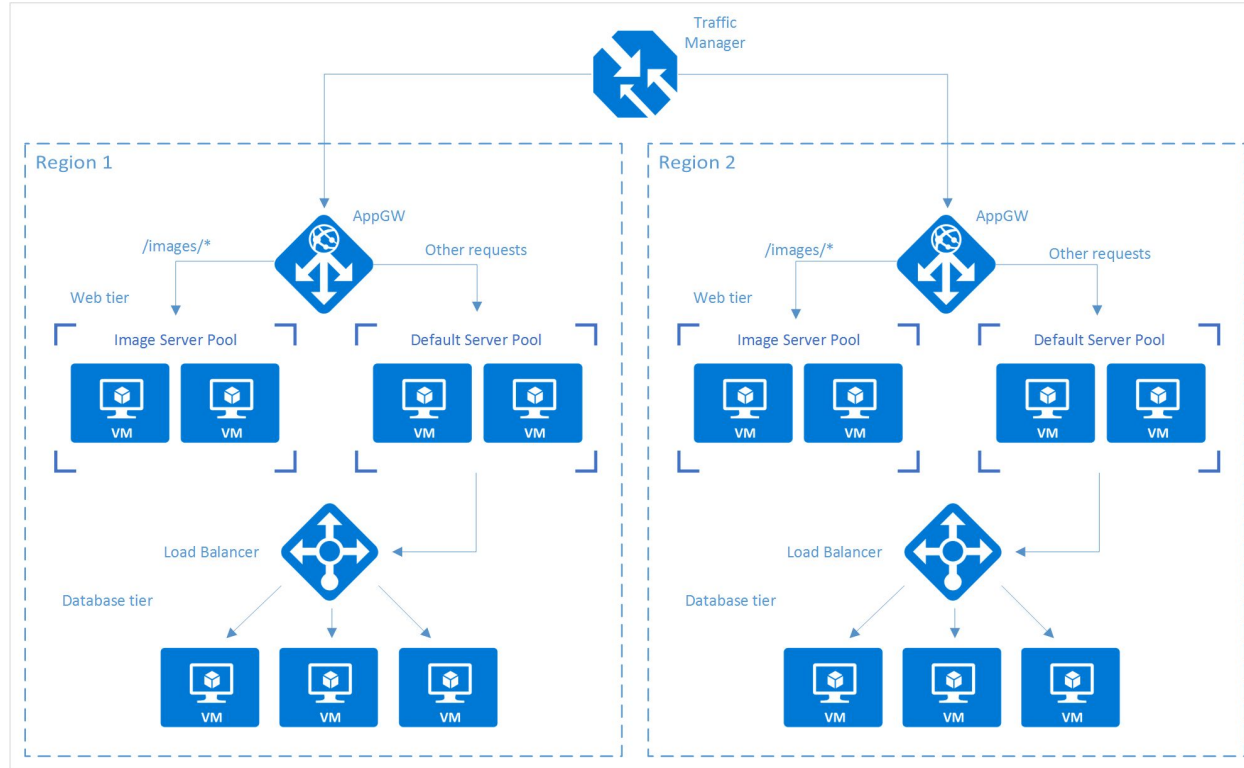 Traffic
Manager
Region 1
AppGW
/images/*
Other requests
Web tier
Image Server Pool
Default Server Pool
VM
VM
VM
VM
Load Balancer
Database tier
VM
VM
VM
Region 2
AppGW
/images/*
Other requests
Web tier
Image Server Pool
Default Server Pool
VM
VM
VM
VM
Load Balancer
Database tier
VM
VM
VM